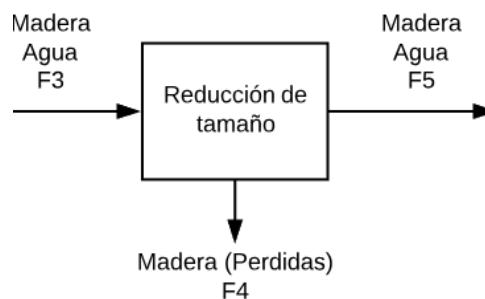 Madera
Agua
F3
Reducción de
tamaño
Madera
Agua
F5
Madera (Perdidas)
F4